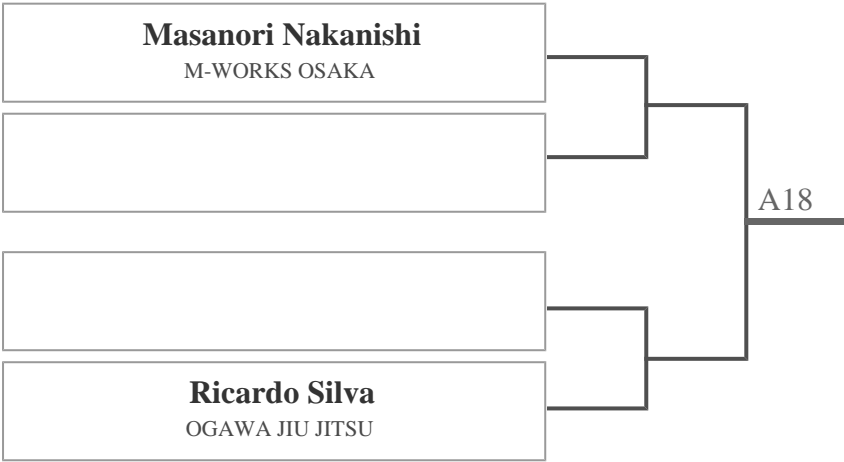 Masanori Nakanishi
M-WORKS OSAKA
A18
Ricardo Silva
OGAWA JIU JITSU